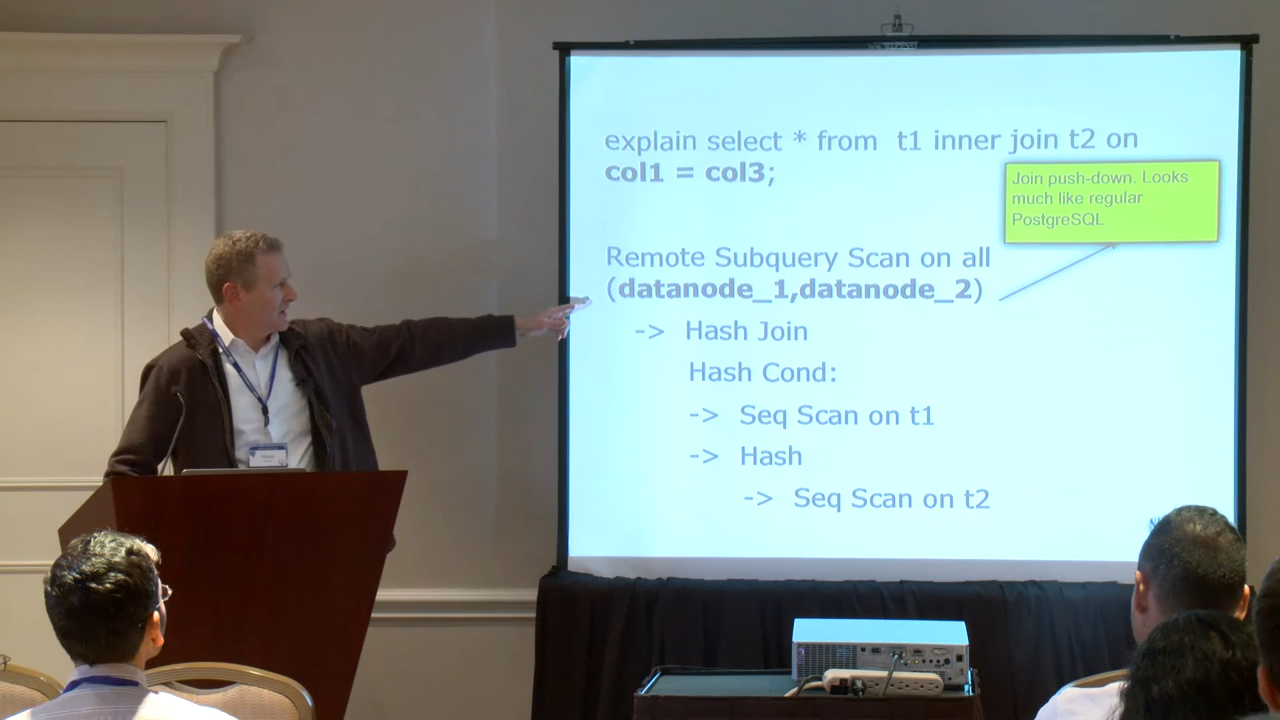 explain select * from t1 inner join t2 on
col1 = col3;
Join push-down. Looks
much like regular
PostgreSQL
Remote Subquery Scan on all
(datanode_1,datanode_2)
-> Hash Join
Hash Cond:
-> Seq Scan on t1
-> Hash
-> Seq Scan on t2